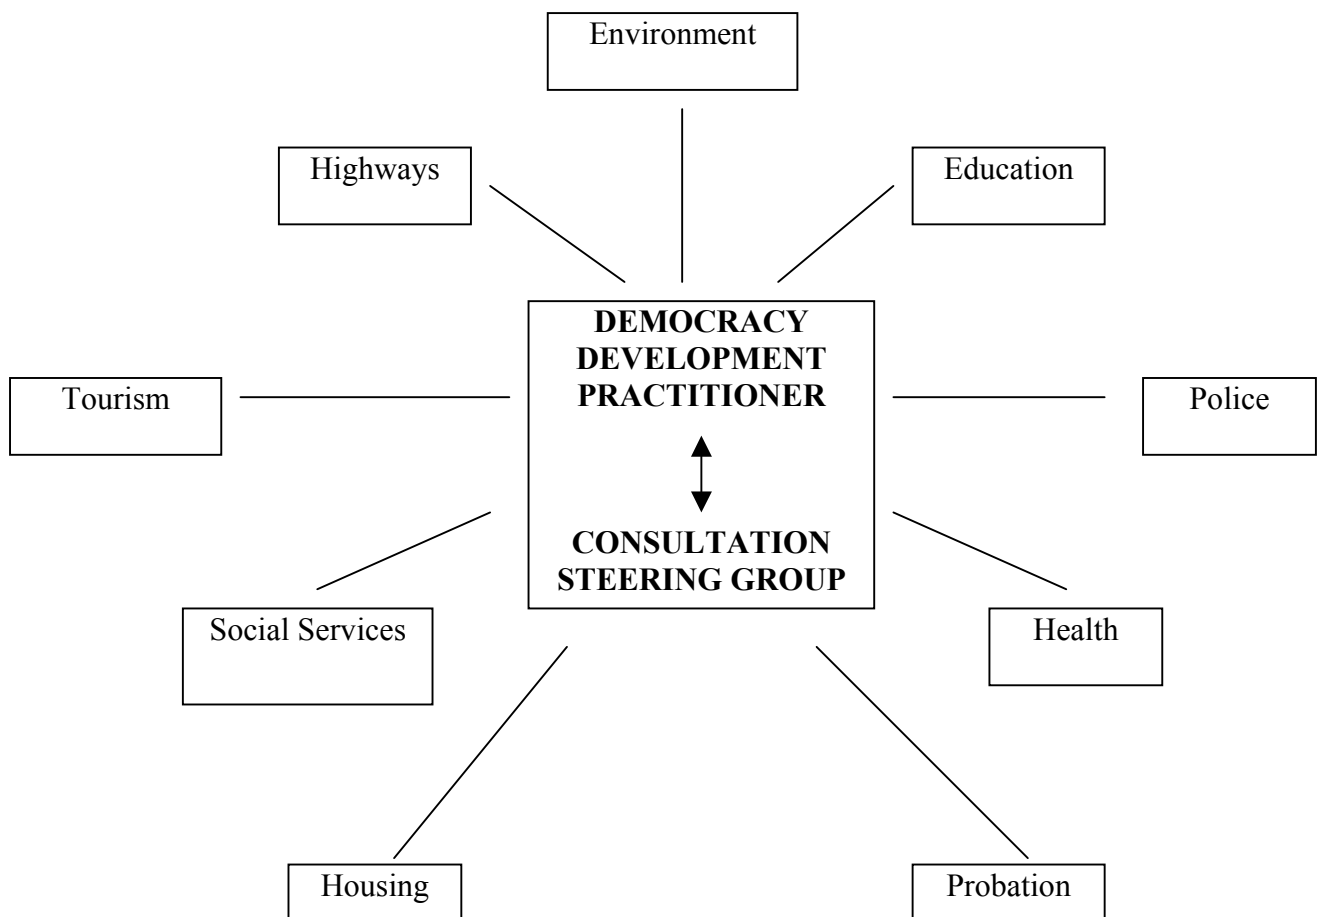 Environment
Highways
Education
DEMOCRACY
DEVELOPMENT
PRACTITIONER
Tourism
Police
CONSULTATION
STEERING GROUP
Social Services
Health
Housing
Probation